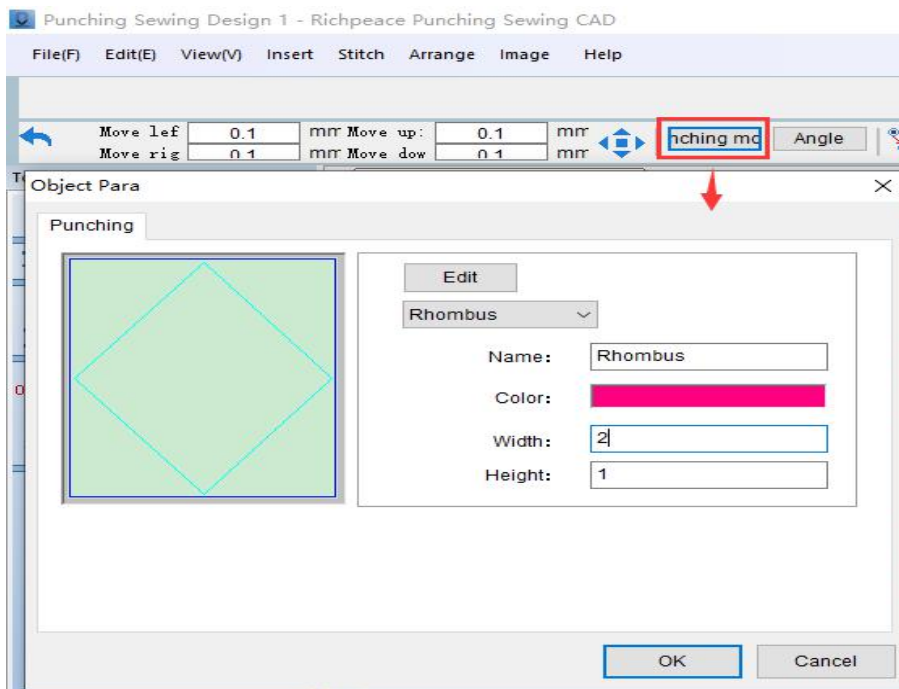 Punching Sewing Design 1 - Richpeace Punching Sewing CAD
File(F) Edit(E) View(V) Insert Stitch Arrange Image Help
Move lef 0.1 mm Move up: 0.1 mm nching mo Angle
Move rig 0.1 mm Move dow 0.1 mm
Object Para
Punching
Edit
Rhombus
Name: Rhombus
Color:
Width: 2
Height: 1
OK Cancel